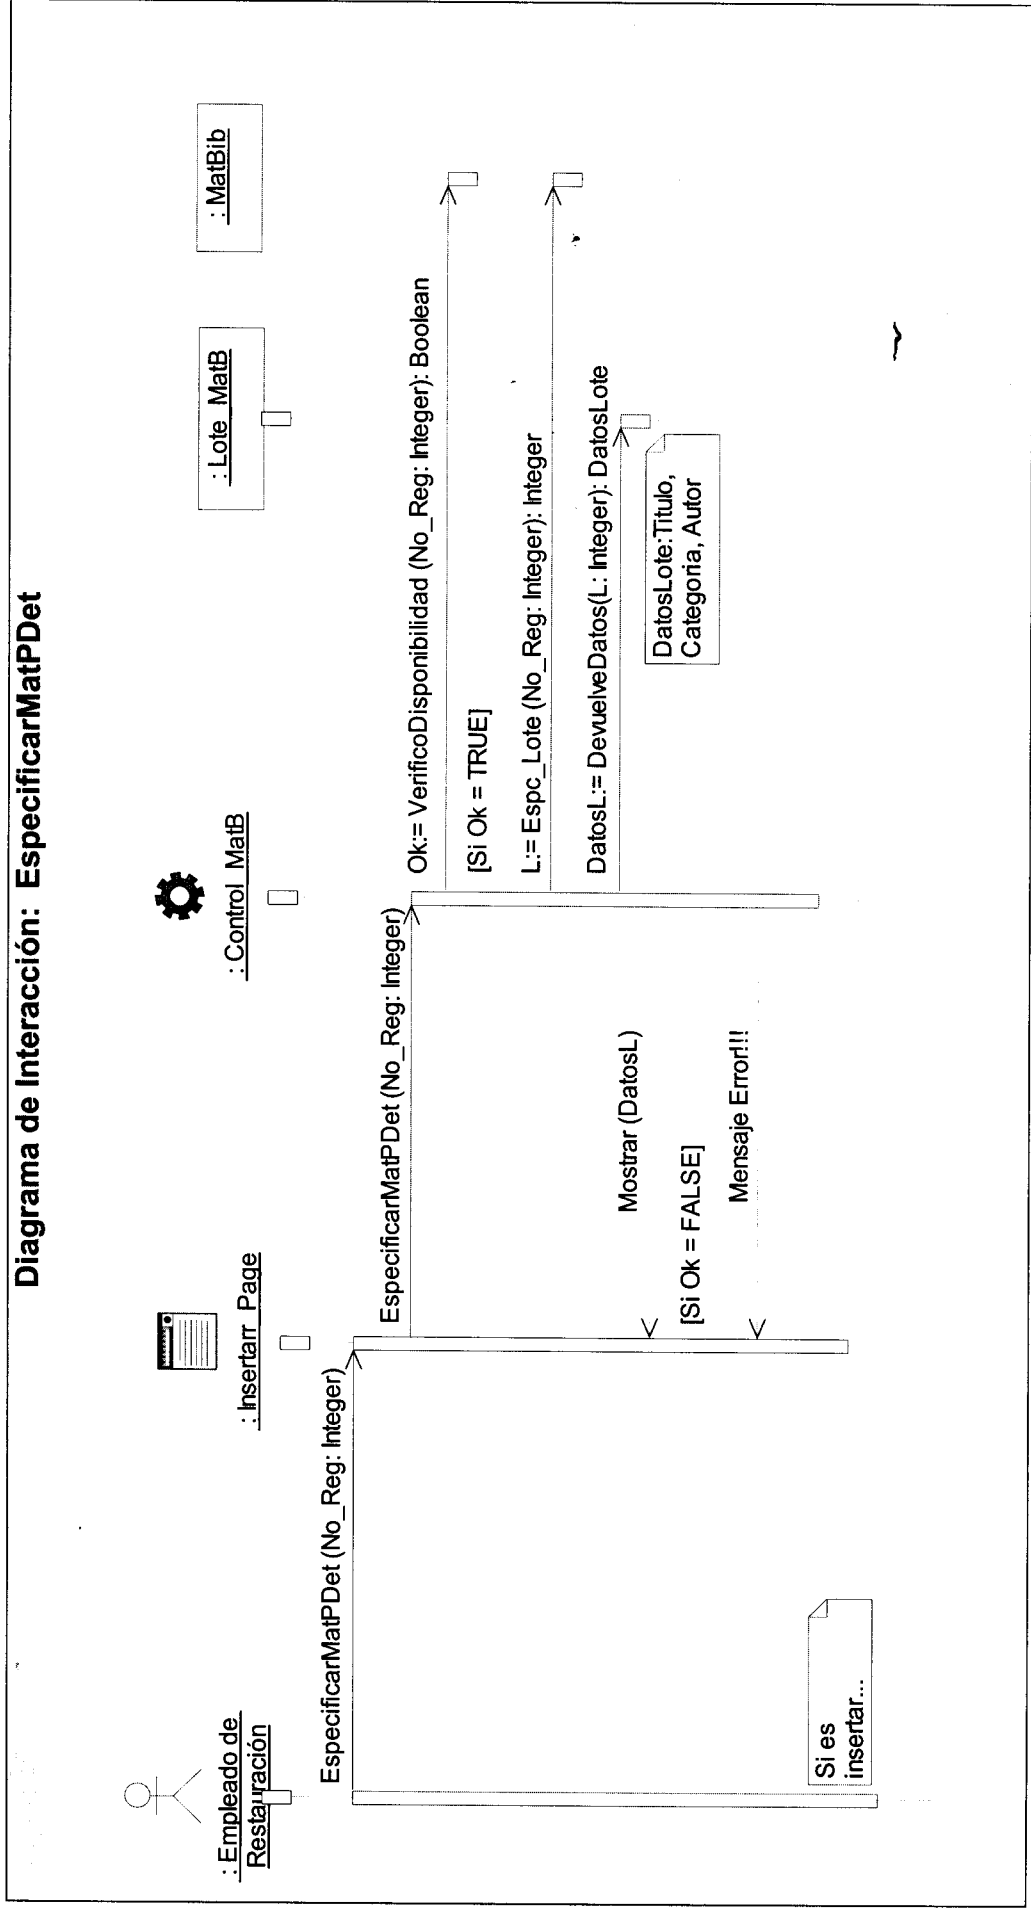 Diagrama de Interacción: EspecificarMatPDet
: Empleado de
Restauración
: Insertarr_Page
: Control_MatB
: Lote_MatB
: MatBib
EspecificarMatPDet (No_Reg: Integer)
EspecificarMatPDet (No_Reg: Integer)
Ok:= VerificoDisponibilidad (No_Reg: Integer): Boolean
[Si Ok = TRUE]
L:= Espc_Lote (No_Reg: Integer): Integer
DatosL:= DevuelveDatos(L: Integer): DatosLote
DatosLote:Titulo,
Categoria, Autor
Mostrar (DatosL)
[Si Ok = FALSE]
Mensaje Error!!!
Si es
insertar...